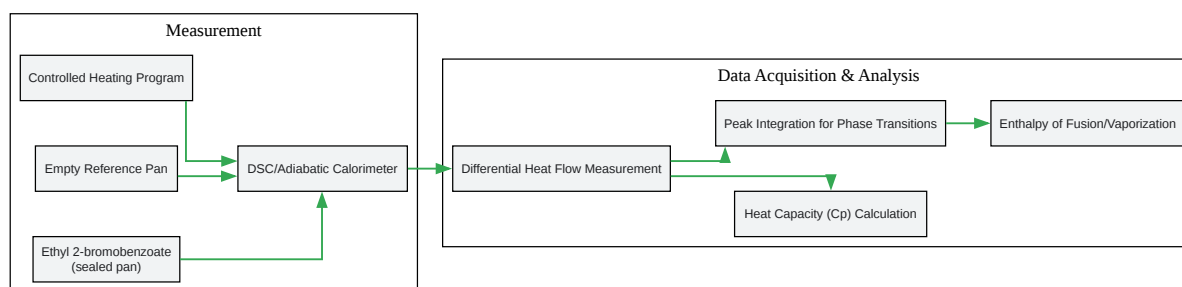 Measurement
Controlled Heating Program
Empty Reference Pan
DSC/Adiabatic Calorimeter
Ethyl 2-bromobenzoate
(sealed pan)
Data Acquisition & Analysis
Differential Heat Flow Measurement
Peak Integration for Phase Transitions
Enthalpy of Fusion/Vaporization
Heat Capacity (Cp) Calculation